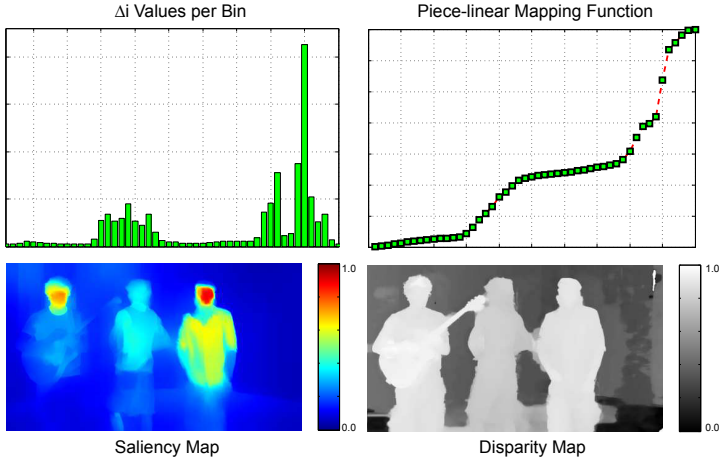 Δi Values per Bin
Piece-linear Mapping Function
1.0
0.0
1.0
0.0
Saliency Map
Disparity Map